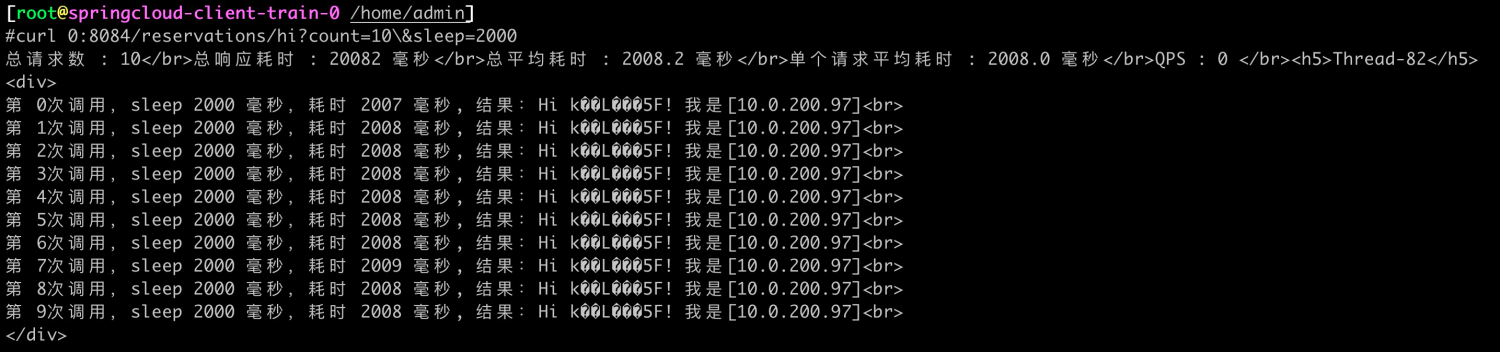 [root@springcloud-client-train-0 /home/admin]
#curl 0:8084/reservations/hi?count=10\&sleep=2000
总请求数 : 10</br>总响应耗时 : 20082 毫秒</br>总平均耗时 : 2008.2 毫秒</br>单个请求平均耗时 : 2008.0 毫秒</br>QPS : 0 </br><h5>Thread-82</h5>
<div>
第 0次调用, sleep 2000 毫秒, 耗时 2007 毫秒, 结果: Hi k��L���5F! 我是[10.0.200.97]<br>
第 1次调用, sleep 2000 毫秒, 耗时 2008 毫秒, 结果: Hi k��L���5F! 我是[10.0.200.97]<br>
第 2次调用, sleep 2000 毫秒, 耗时 2008 毫秒, 结果: Hi k��L���5F! 我是[10.0.200.97]<br>
第 3次调用, sleep 2000 毫秒, 耗时 2008 毫秒, 结果: Hi k��L���5F! 我是[10.0.200.97]<br>
第 4次调用, sleep 2000 毫秒, 耗时 2008 毫秒, 结果: Hi k��L���5F! 我是[10.0.200.97]<br>
第 5次调用, sleep 2000 毫秒, 耗时 2008 毫秒, 结果: Hi k��L���5F! 我是[10.0.200.97]<br>
第 6次调用, sleep 2000 毫秒, 耗时 2008 毫秒, 结果: Hi k��L���5F! 我是[10.0.200.97]<br>
第 7次调用, sleep 2000 毫秒, 耗时 2009 毫秒, 结果: Hi k��L���5F! 我是[10.0.200.97]<br>
第 8次调用, sleep 2000 毫秒, 耗时 2008 毫秒, 结果: Hi k��L���5F! 我是[10.0.200.97]<br>
第 9次调用, sleep 2000 毫秒, 耗时 2008 毫秒, 结果: Hi k��L���5F! 我是[10.0.200.97]<br>
</div>